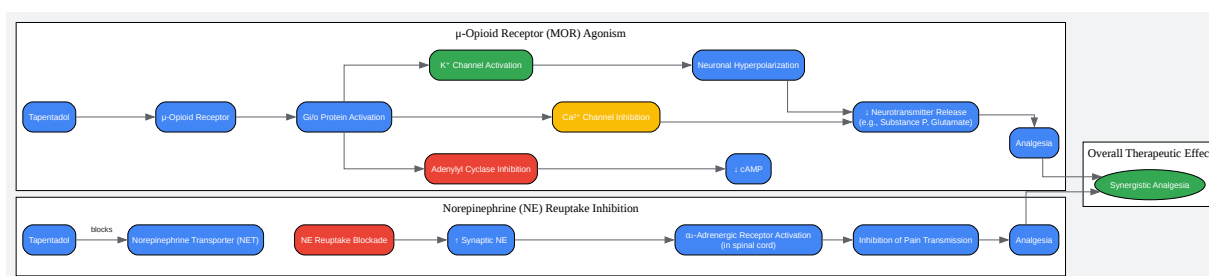 μ-Opioid Receptor (MOR) Agonism
K⁺ Channel Activation
Neuronal Hyperpolarization
Tapentadol
μ-Opioid Receptor
Gi/o Protein Activation
Ca²⁺ Channel Inhibition
↓ Neurotransmitter Release
(e.g., Substance P, Glutamate)
Analgesia
Adenylyl Cyclase Inhibition
↓ cAMP
Overall Therapeutic Effec
Synergistic Analgesia
Norepinephrine (NE) Reuptake Inhibition
Tapentadol
blocks
Norepinephrine Transporter (NET)
NE Reuptake Blockade
↑ Synaptic NE
α₂-Adrenergic Receptor Activation
(in spinal cord)
Inhibition of Pain Transmission
Analgesia